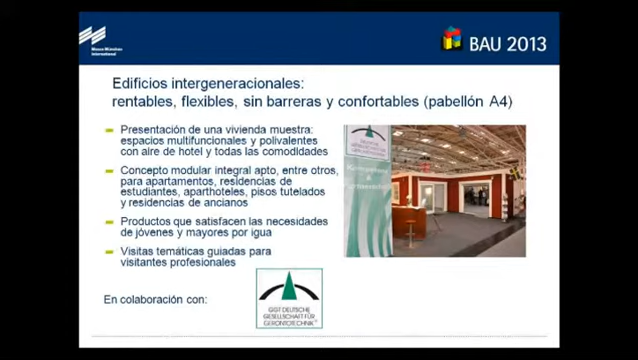 Messe München
International
BAU 2013
Edificios intergeneracionales:
rentables, flexibles, sin barreras y confortables (pabellón A4)
Presentación de una vivienda muestra:
espacios multifuncionales y polivalentes
con aire de hotel y todas las comodidades
Concepto modular integral apto, entre otros,
para apartamentos, residencias de
estudiantes, aparthoteles, pisos tutelados
y residencias de ancianos
Productos que satisfacen las necesidades
de jóvenes y mayores por igua
Visitas temáticas guiadas para
visitantes profesionales
En colaboración con:
GGT DEUTSCHE
GESELLSCHAFT FÜR
GERONTOTECHNIK